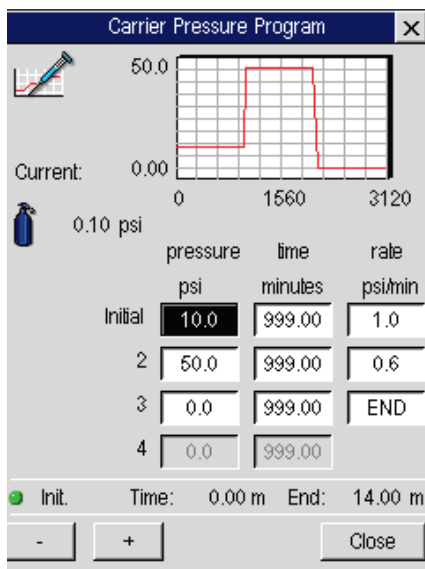 Carrier Pressure Program
50.0
Current: 0.00
0 1560 3120
0.10 psi
pressure time rate
psi minutes psi/min
Initial 10.0 999.00 1.0
2 50.0 999.00 0.6
3 0.0 999.00 END
4 0.0 999.00
Init. Time: 0.00 m End: 14.00 m
- + Close